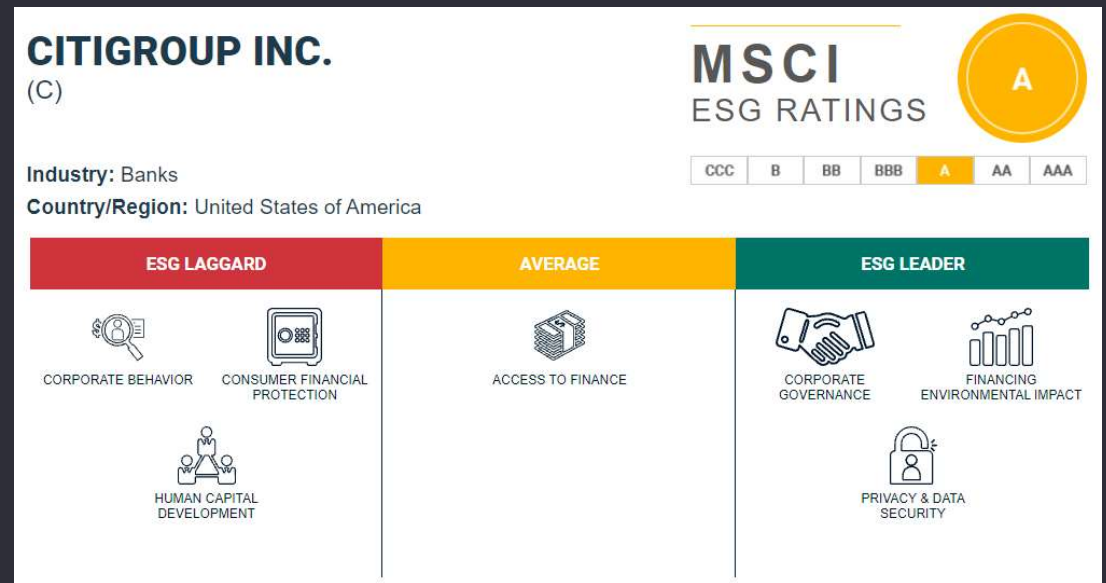 CITIGROUP INC.
(C)
MSCI
ESG RATINGS
A
Industry: Banks
Country/Region: United States of America
CCC B BB BBB A AA AAA
ESG LAGGARD
CORPORATE BEHAVIOR
CONSUMER FINANCIAL
PROTECTION
HUMAN CAPITAL
DEVELOPMENT
AVERAGE
ACCESS TO FINANCE
ESG LEADER
CORPORATE
GOVERNANCE
FINANCING
ENVIRONMENTAL IMPACT
PRIVACY & DATA
SECURITY